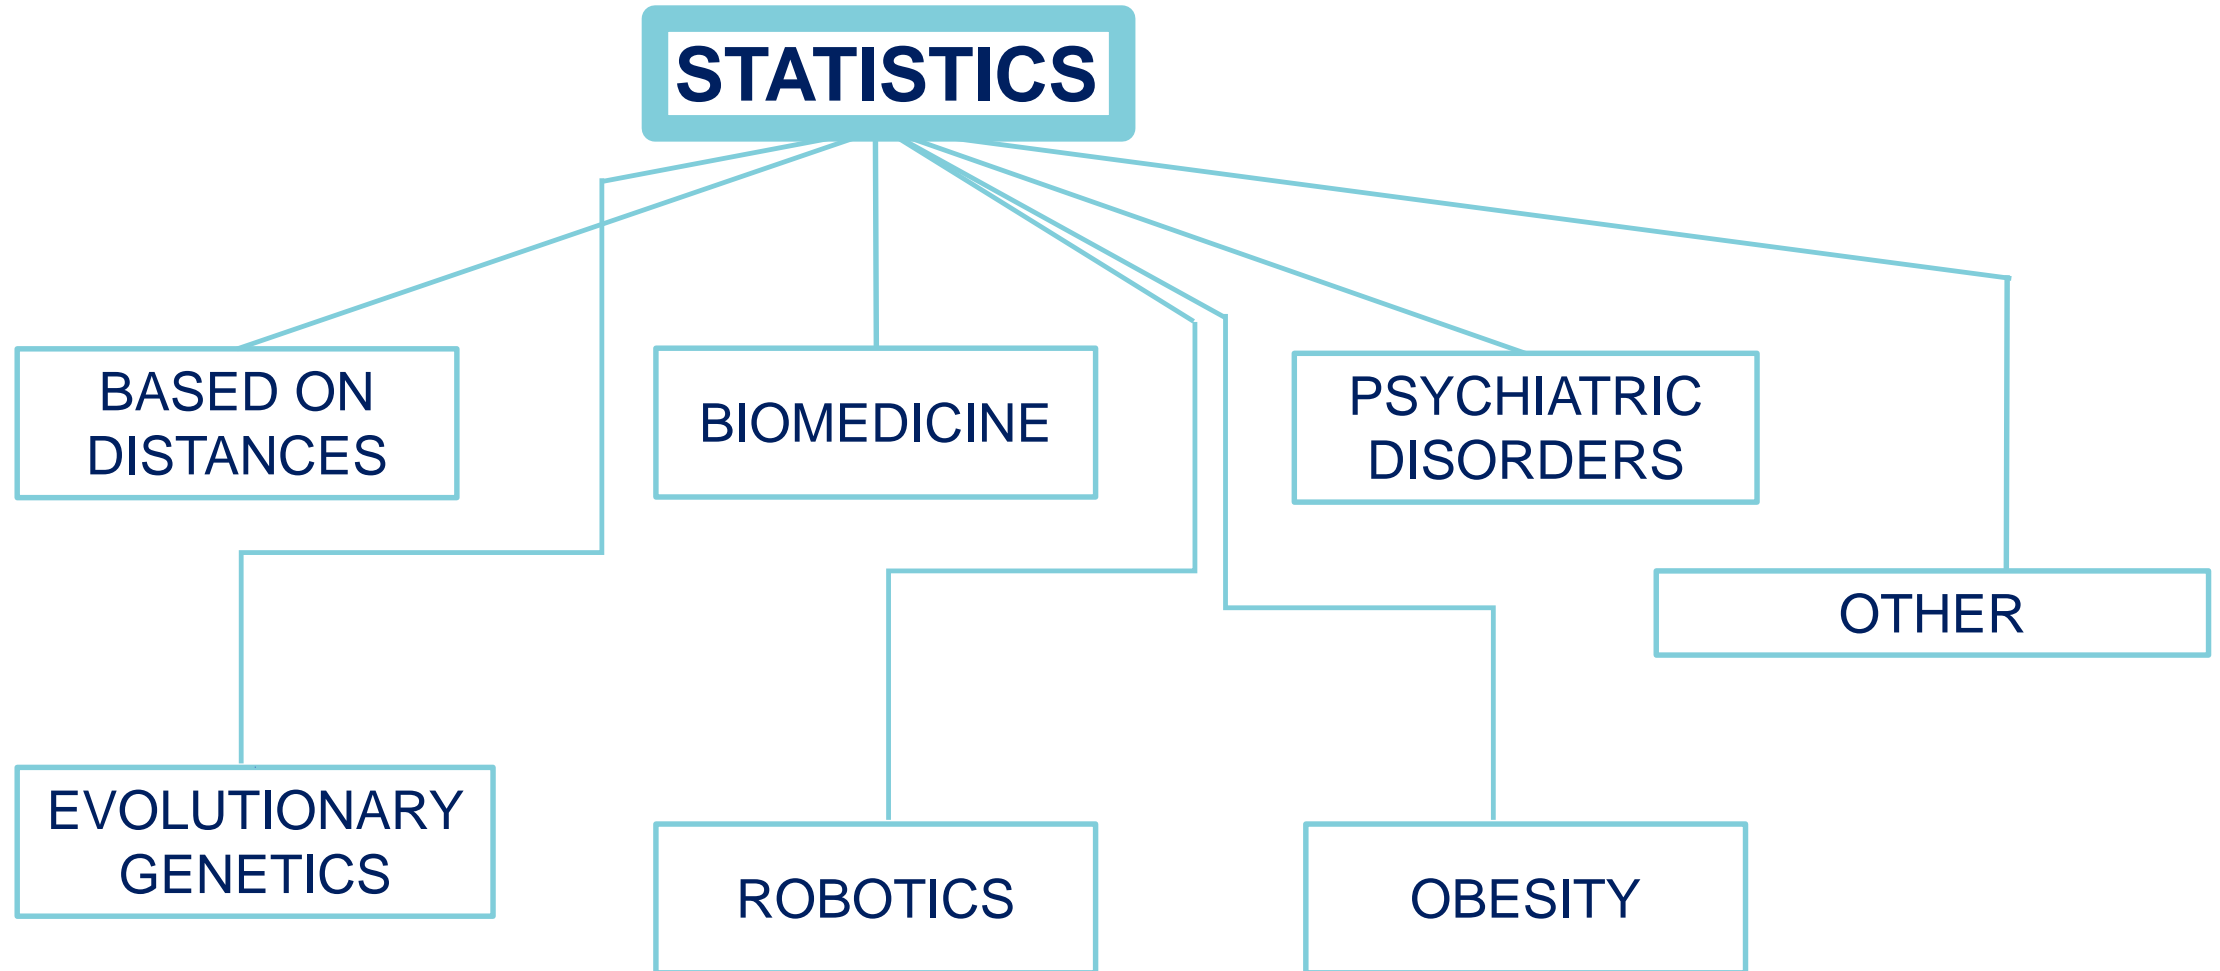 STATISTICS
BASED ON
DISTANCES
BIOMEDICINE
PSYCHIATRIC
DISORDERS
OTHER
EVOLUTIONARY
GENETICS
ROBOTICS
OBESITY